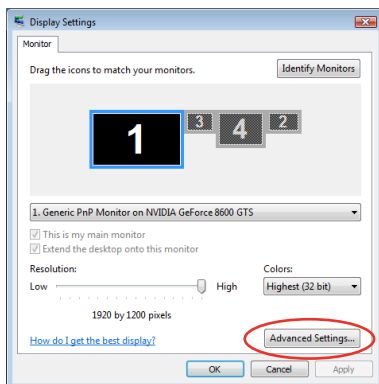 Display Settings
Monitor
Drag the icons to match your monitors.
Identify Monitors
1
3
4
2
1. Generic PnP Monitor on NVIDIA GeForce 8600 GTS
This is my main monitor
Extend the desktop onto this monitor
Resolution:
Colors:
Low
High
Highest (32 bit)
1920 by 1200 pixels
How do I get the best display?
Advanced Settings...
OK
Cancel
Apply